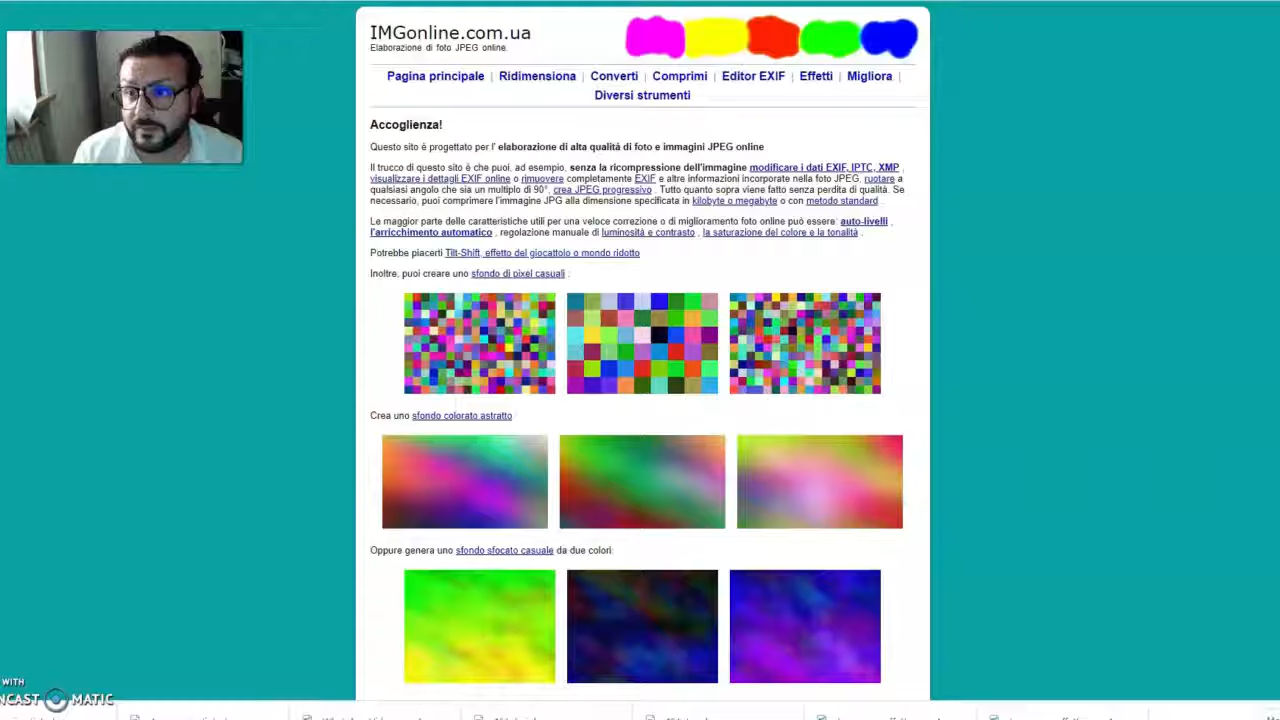 IMGonline.com.ua
Elaborazione di foto JPEG online.
Pagina principale | Ridimensiona | Converti | Comprimi | Editor EXIF | Effetti | Migliora |
Diversi strumenti
Accoglienza!
Questo sito è progettato per l' elaborazione di alta qualità di foto e immagini JPEG online
Il trucco di questo sito è che puoi, ad esempio, senza la ricompressione dell'immagine modificare i dati EXIF, IPTC, XMP ,
visualizzare i dettagli EXIF online o rimuovere completamente EXIF e altre informazioni incorporate nella foto JPEG, ruotare a
qualsiasi angolo che sia un multiplo di 90°, crea JPEG progressivo . Tutto quanto sopra viene fatto senza perdita di qualità. Se
necessario, puoi comprimere l'immagine JPG alla dimensione specificata in kilobyte o megabyte o con metodo standard .
Le maggior parte delle caratteristiche utili per una veloce correzione o di miglioramento foto online può essere: auto-livelli ,
l'arricchimento automatico , regolazione manuale di luminosità e contrasto , la saturazione del colore e la tonalità .
Potrebbe piacerti Tilt-Shift, effetto del giocattolo o mondo ridotto
Inoltre, puoi creare uno sfondo di pixel casuali :
Crea uno sfondo colorato astratto
Oppure genera uno sfondo sfocato casuale da due colori:
WITH
NCAST MATIC